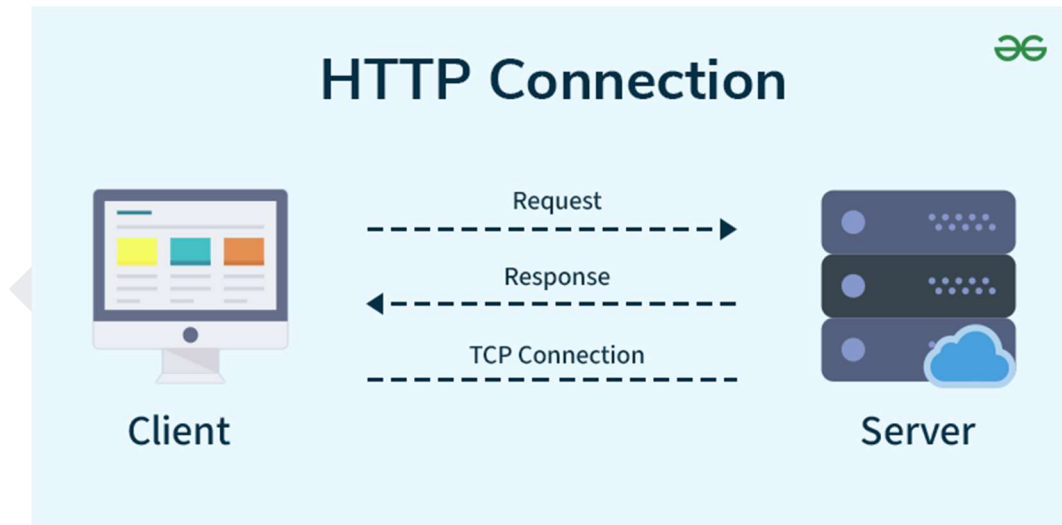 HTTP Connection
Request
Response
TCP Connection
Client
Server